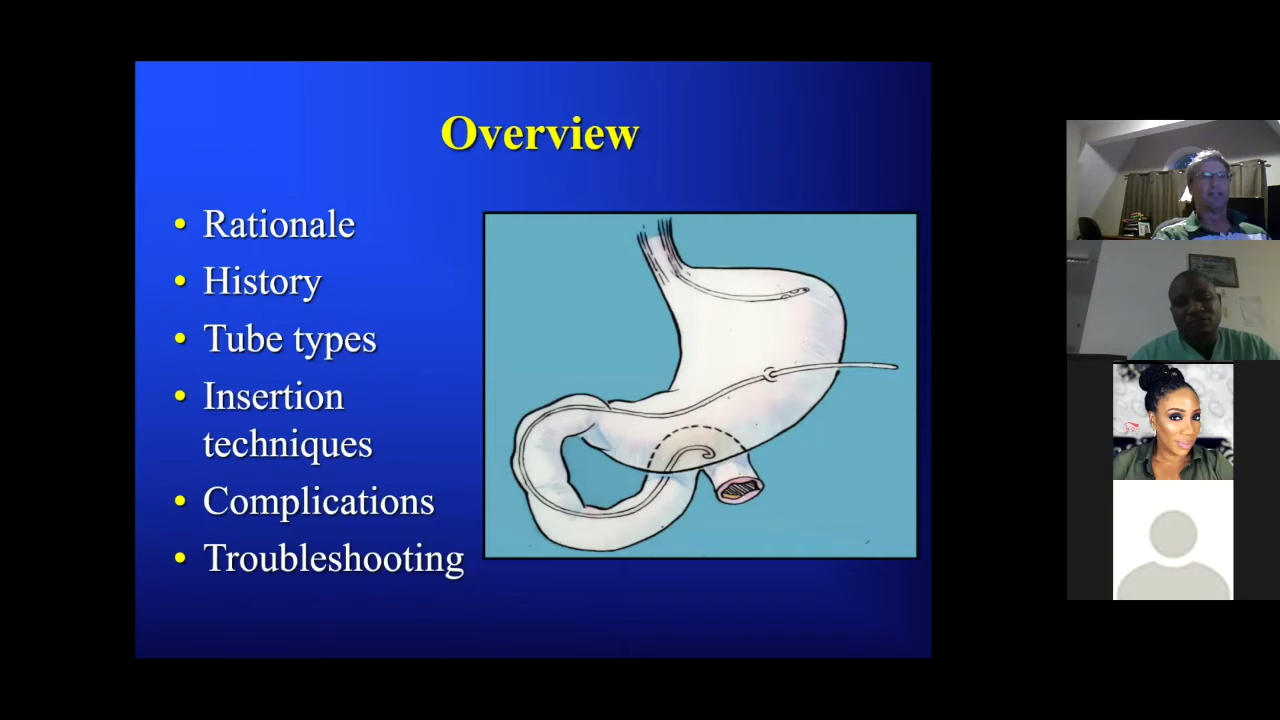 Overview
• Rationale
• History
• Tube types
• Insertion
techniques
• Complications
• Troubleshooting